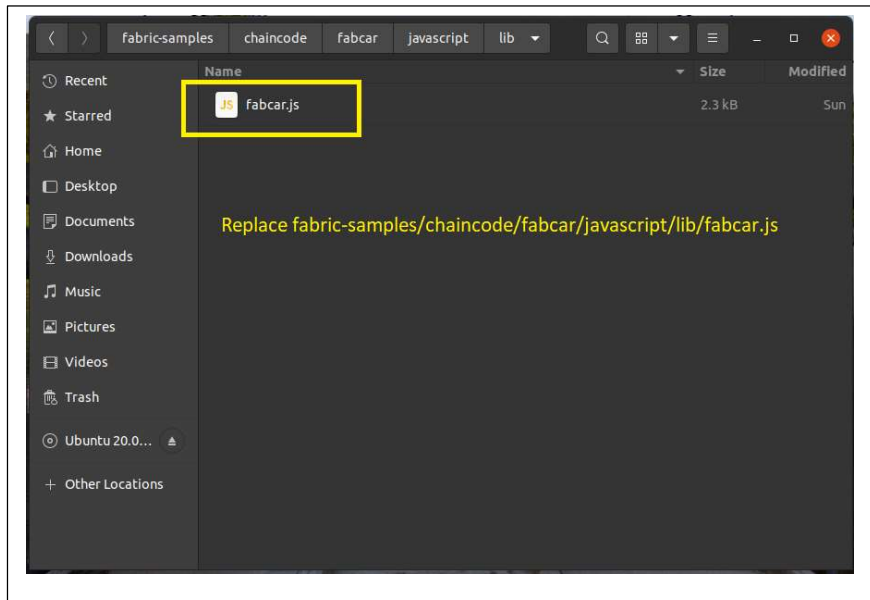 fabric-samples chaincode fabcar javascript lib
Recent
Starred
Home
Desktop
Documents
Downloads
Music
Pictures
Videos
Trash
Ubuntu 20.0...
+ Other Locations
Name Size Modified
JS fabcar.js 2.3 kB Sun
Replace fabric-samples/chaincode/fabcar/javascript/lib/fabcar.js